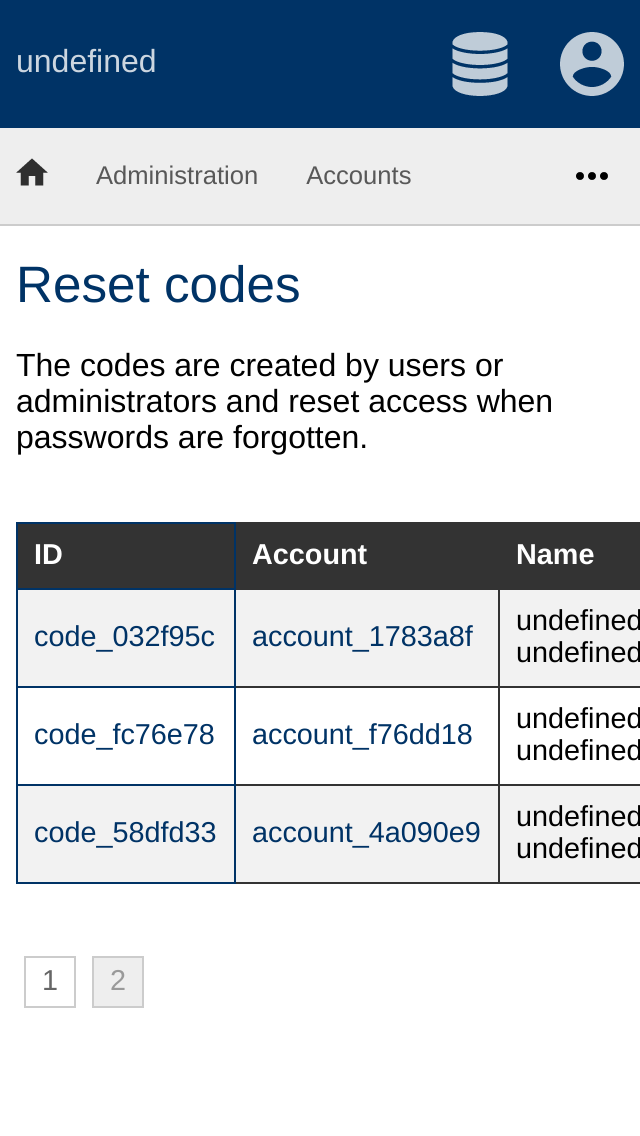 undefined
Administration Accounts
Reset codes
The codes are created by users or
administrators and reset access when
passwords are forgotten.
ID Account Name
code_032f95c account_1783a8f undefined
undefined
code_fc76e78 account_f76dd18 undefined
undefined
code_58dfd33 account_4a090e9 undefined
undefined
1 2